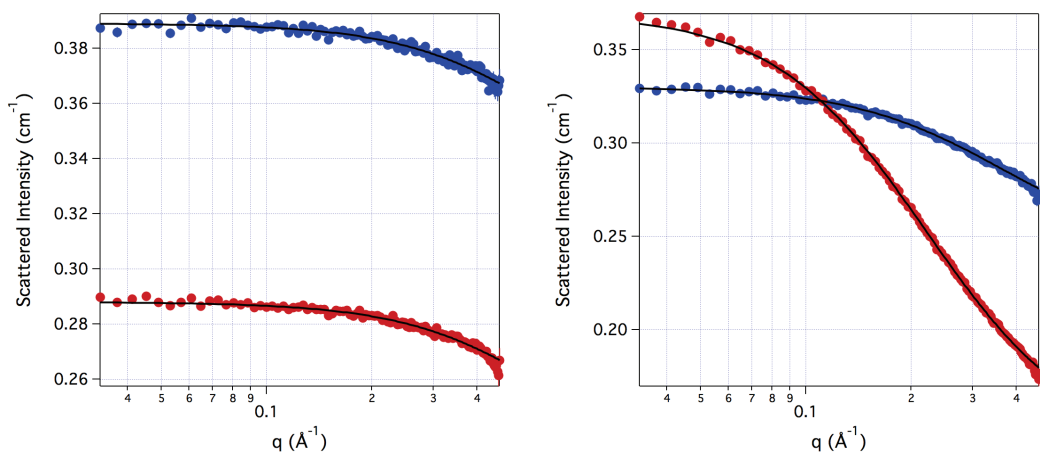 Scattered Intensity (cm⁻¹)
0.38
0.36
0.34
0.32
0.30
0.28
0.26
4 5 6 7 8 9 2 3 4
0.1
q (Å⁻¹)
Scattered Intensity (cm⁻¹)
0.35
0.30
0.25
0.20
4 5 6 7 8 9 2 3 4
0.1
q (Å⁻¹)